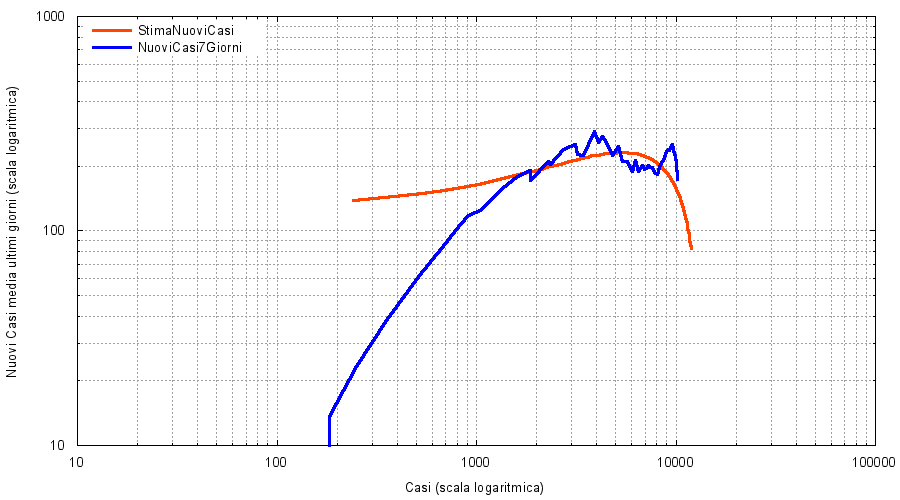 1000
StimaNuoviCasi
NuoviCasi7Giorni
Nuovi Casi media ultimi giorni (scala logaritmica)
100
10
10 100 1000 10000 100000
Casi (scala logaritmica)